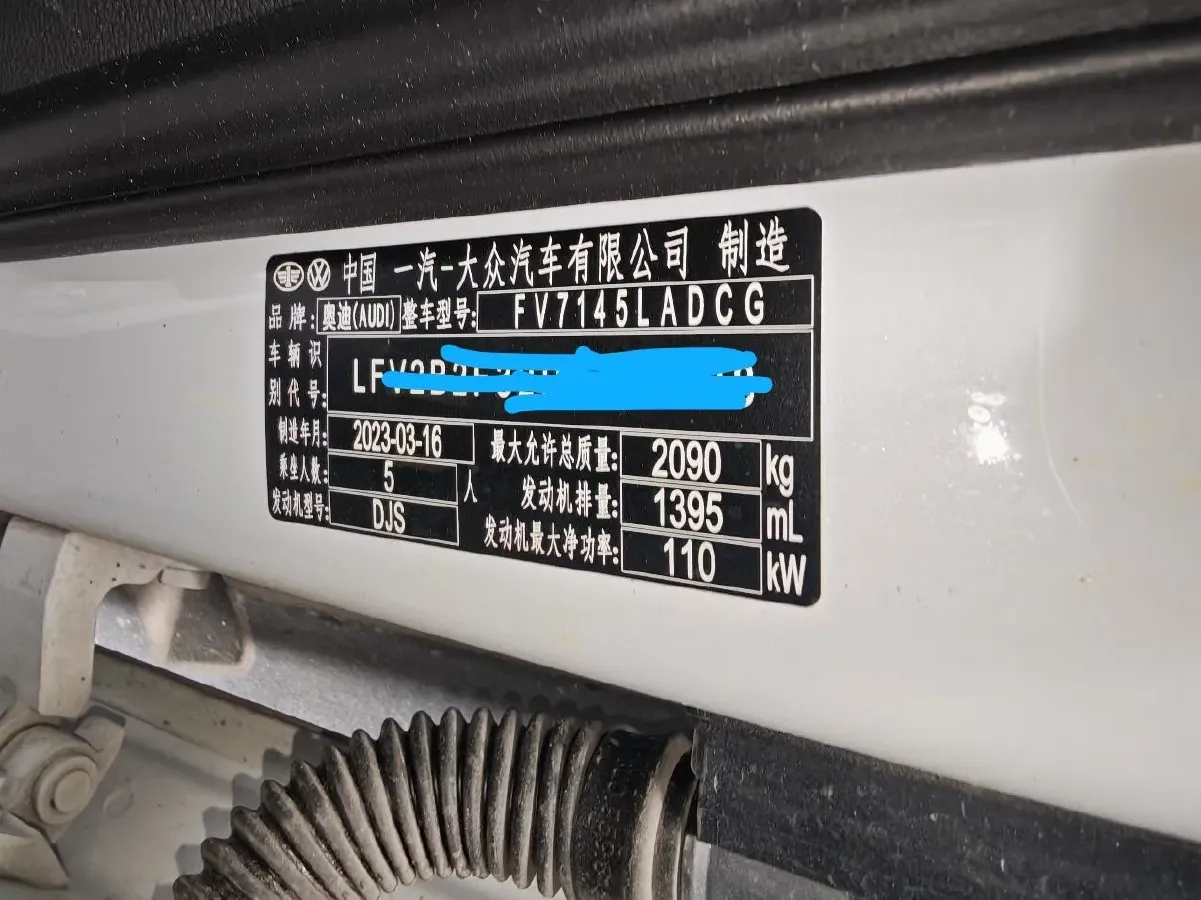 中国 一汽-大众汽车有限公司 制造
品牌: 奥迪(AUDI) 整车型号: FV7145LADCG
车辆识别代号: LFV2B2
制造年月: 2023-03-16 最大允许总质量: 2090 kg
乘坐人数: 5 人 发动机排量: 1395 mL
发动机型号: DJS 发动机最大净功率: 110 kW